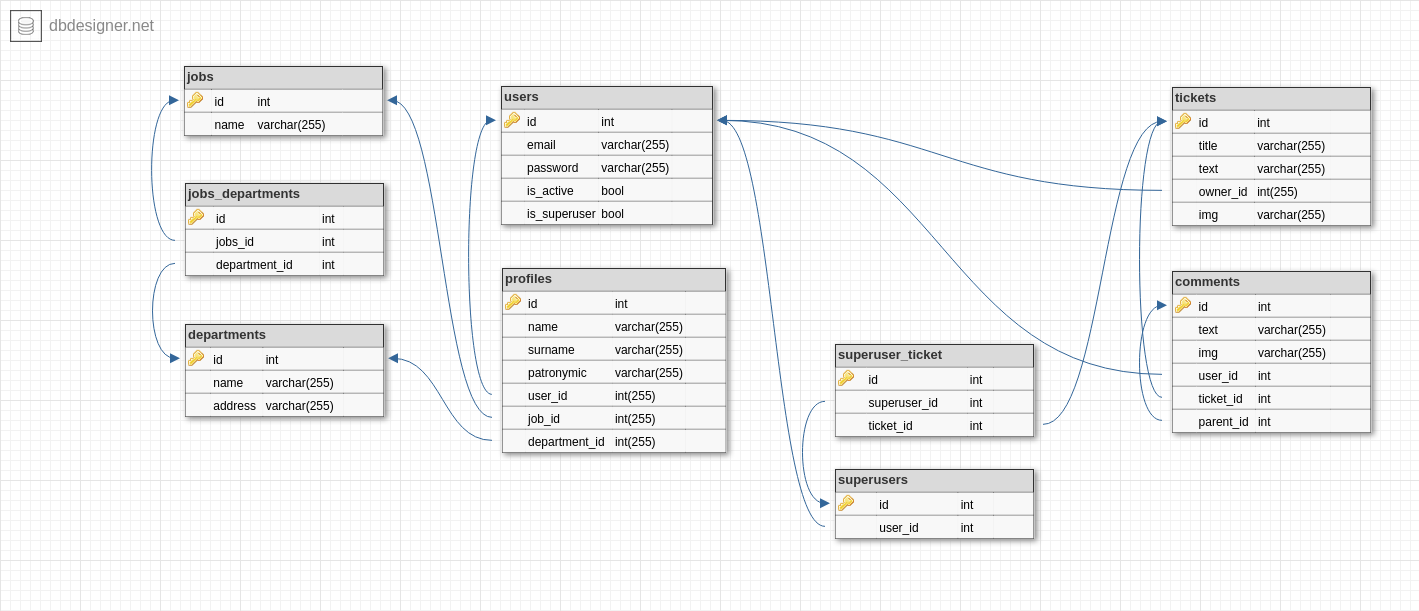 dbdesigner.net
jobs
id int
name varchar(255)
jobs_departments
id int
jobs_id int
department_id int
departments
id int
name varchar(255)
address varchar(255)
users
id int
email varchar(255)
password varchar(255)
is_active bool
is_superuser bool
profiles
id int
name varchar(255)
surname varchar(255)
patronymic varchar(255)
user_id int(255)
job_id int(255)
department_id int(255)
superuser_ticket
id int
superuser_id int
ticket_id int
superusers
id int
user_id int
tickets
id int
title varchar(255)
text varchar(255)
owner_id int(255)
img varchar(255)
comments
id int
text varchar(255)
img varchar(255)
user_id int
ticket_id int
parent_id int